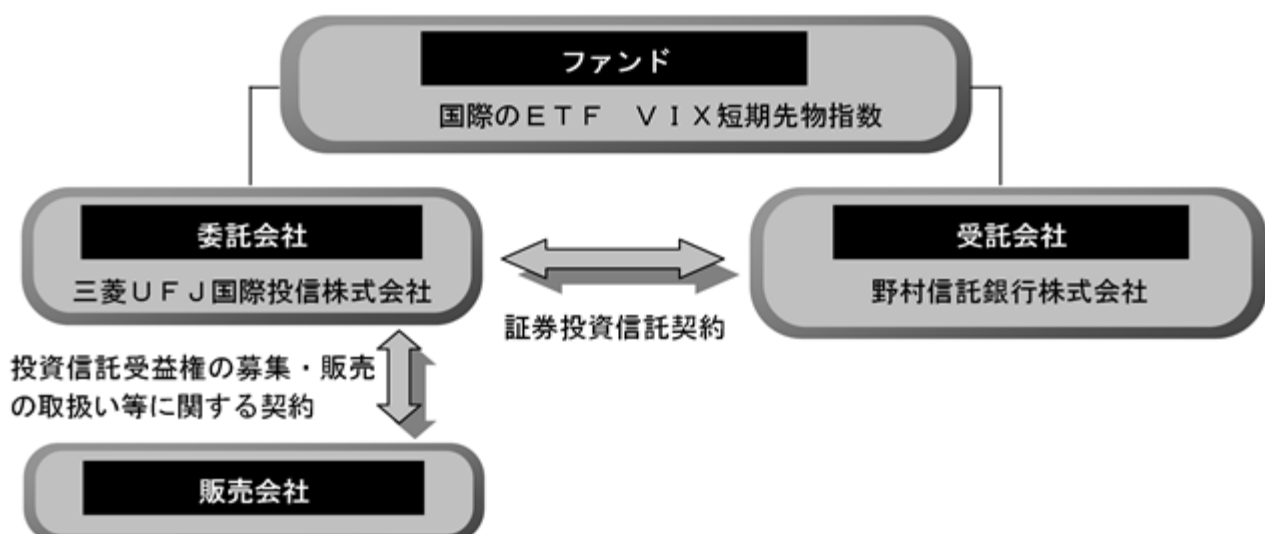 ファンド
国際のETF VIX短期先物指数
委託会社
三菱UFJ国際投信株式会社
受託会社
野村信託銀行株式会社
証券投資信託契約
投資信託受益権の募集・販売
の取扱い等に関する契約
販売会社